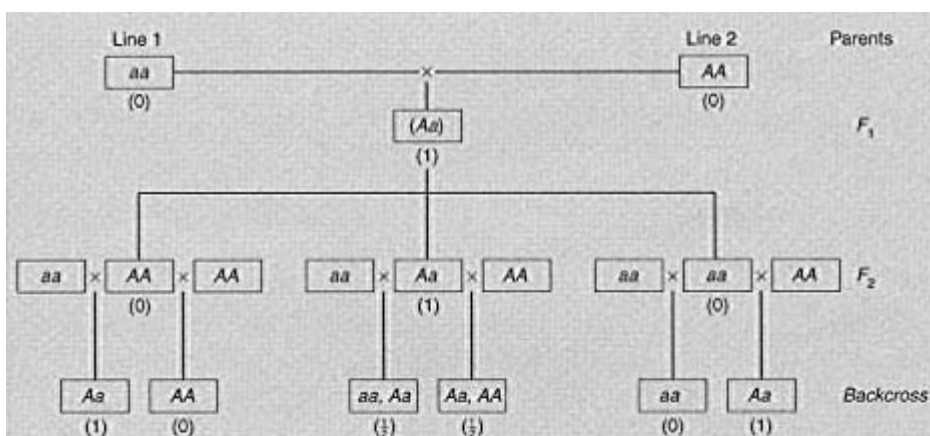 Line 1 Line 2 Parents
aa × AA
(0) (0)
(Aa) F₁
(1)
aa × AA × AA aa × Aa × AA aa × aa × AA F₂
(0) (1) (0)
Aa AA aa, Aa Aa, AA aa Aa Backcross
(1) (0) (½) (½) (0) (1)